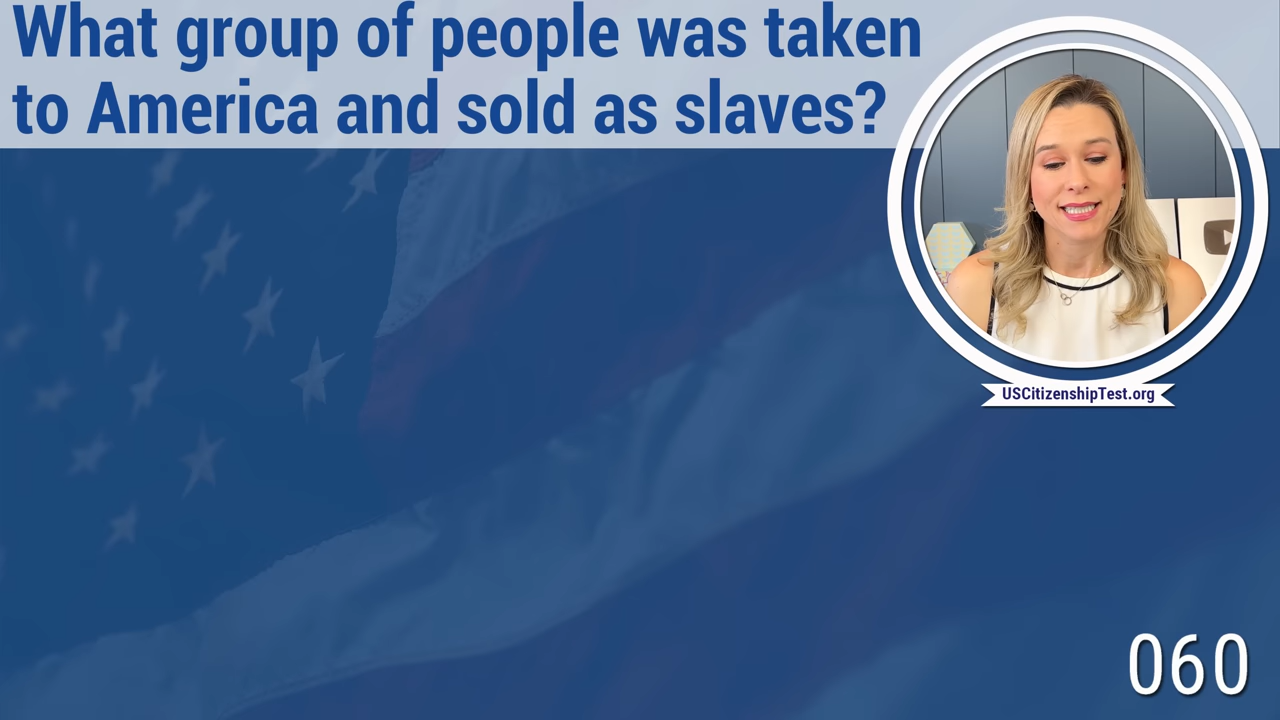 What group of people was taken
to America and sold as slaves?
USCitizenshipTest.org
060